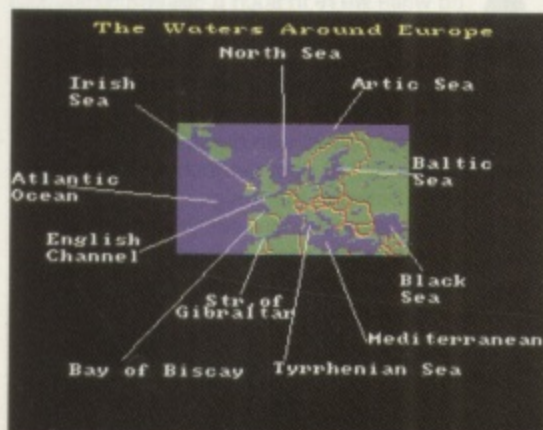 The Waters Around Europe
North Sea
Irish
Sea
Artic Sea
Baltic
Sea
Atlantic
Ocean
English
Channel
Black
Sea
Str. of
Gibraltar
Mediterranean
Bay of Biscay
Tyrrhenian Sea